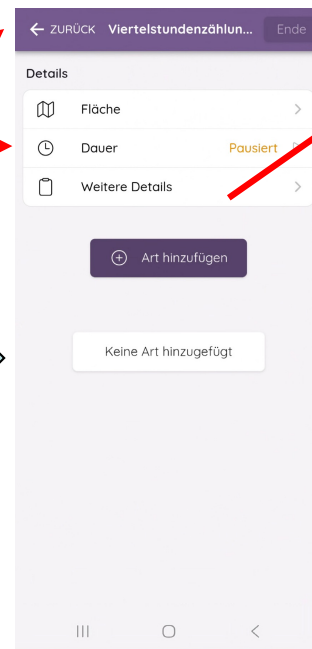 ZURÜCK Viertelstundenzählun... Ende
Details
Fläche
Dauer Pausiert
Weitere Details
Art hinzufügen
Keine Art hinzugefügt